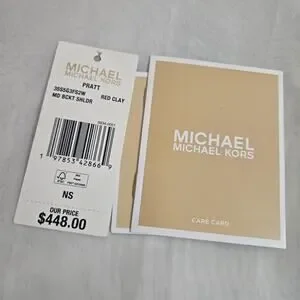 MICHAEL
MICHAEL KORS
PRATT
35S5G3FS2W RED CLAY
MD BCKT SHLDR
1 97853 42866 9
NS
OUR PRICE
$448.00
MICHAEL
MICHAEL KORS
CARE CARD